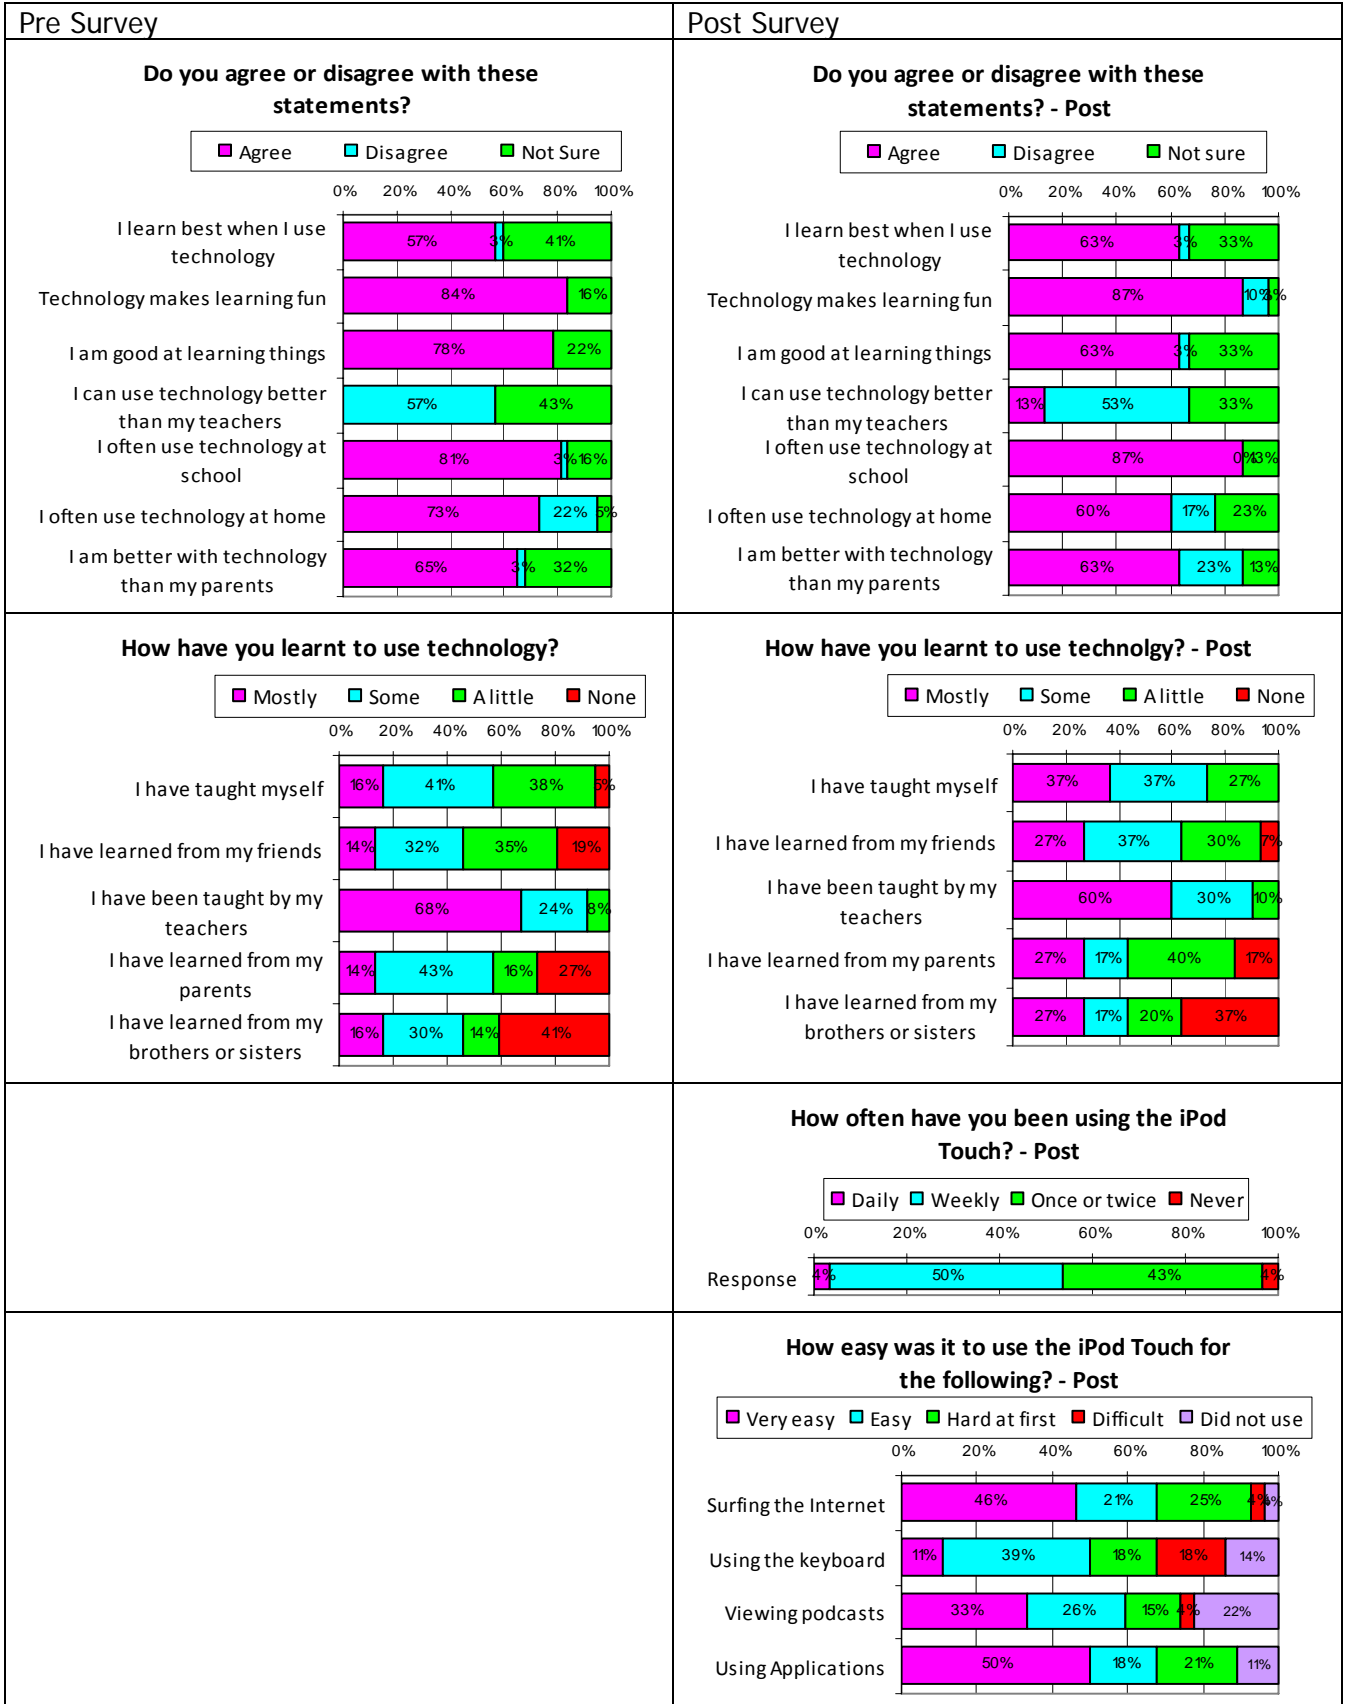 Pre Survey
Post Survey
Do you agree or disagree with these
statements?
Agree Disagree Not Sure
0% 20% 40% 60% 80% 100%
I learn best when I use
technology
57% 3% 41%
Technology makes learning fun
84% 16%
I am good at learning things
78% 22%
I can use technology better
than my teachers
57% 43%
I often use technology at
school
81% 3% 16%
I often use technology at home
73% 22% 5%
I am better with technology
than my parents
65% 3% 32%
Do you agree or disagree with these
statements? - Post
Agree Disagree Not sure
0% 20% 40% 60% 80% 100%
I learn best when I use
technology
63% 3% 33%
Technology makes learning fun
87% 10%
I am good at learning things
63% 3% 33%
I can use technology better
than my teachers
13% 53% 33%
I often use technology at
school
87% 0% 13%
I often use technology at home
60% 17% 23%
I am better with technology
than my parents
63% 23% 13%
How have you learnt to use technology?
Mostly Some A little None
0% 20% 40% 60% 80% 100%
I have taught myself
16% 41% 38% 5%
I have learned from my friends
14% 32% 35% 19%
I have been taught by my
teachers
68% 24% 8%
I have learned from my
parents
14% 43% 16% 27%
I have learned from my
brothers or sisters
16% 30% 14% 41%
How have you learnt to use technolgy? - Post
Mostly Some A little None
0% 20% 40% 60% 80% 100%
I have taught myself
37% 37% 27%
I have learned from my friends
27% 37% 30% 7%
I have been taught by my
teachers
60% 30% 10%
I have learned from my parents
27% 17% 40% 17%
I have learned from my
brothers or sisters
27% 17% 20% 37%
How often have you been using the iPod
Touch? - Post
Daily Weekly Once or twice Never
0% 20% 40% 60% 80% 100%
Response
4% 50% 43% 4%
How easy was it to use the iPod Touch for
the following? - Post
Very easy Easy Hard at first Difficult Did not use
0% 20% 40% 60% 80% 100%
Surfing the Internet
46% 21% 25% 4% 4%
Using the keyboard
11% 39% 18% 18% 14%
Viewing podcasts
33% 26% 15% 4% 22%
Using Applications
50% 18% 21% 11%